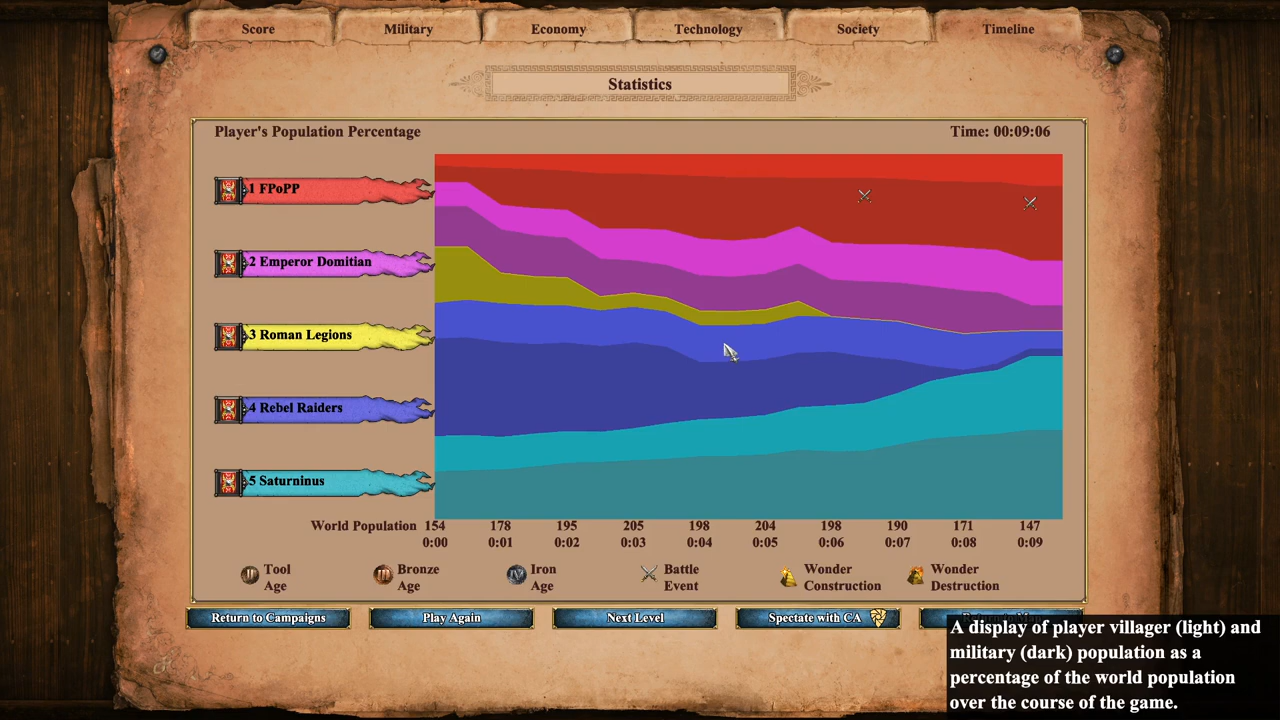 Score Military Economy Technology Society Timeline
Statistics
Player's Population Percentage Time: 00:09:06
1 FPoPP
2 Emperor Domitian
3 Roman Legions
4 Rebel Raiders
5 Saturninus
World Population 154 178 195 205 198 204 198 190 171 147
0:00 0:01 0:02 0:03 0:04 0:05 0:06 0:07 0:08 0:09
Tool Age
Bronze Age
Iron Age
Battle Event
Wonder Construction
Wonder Destruction
Return to Campaigns Play Again Next Level Spectate with CA
A display of player villager (light) and
military (dark) population as a
percentage of the world population
over the course of the game.